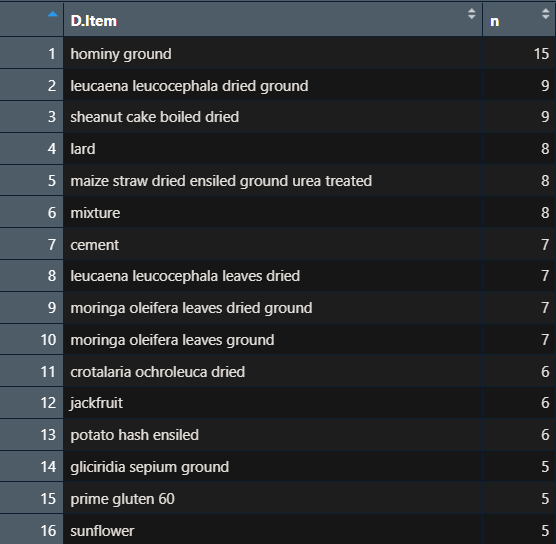 D.Item n
1 hominy ground 15
2 leucaena leucocephala dried ground 9
3 sheanut cake boiled dried 9
4 lard 8
5 maize straw dried ensiled ground urea treated 8
6 mixture 8
7 cement 7
8 leucaena leucocephala leaves dried 7
9 moringa oleifera leaves dried ground 7
10 moringa oleifera leaves ground 7
11 crotalaria ochroleuca dried 6
12 jackfruit 6
13 potato hash ensiled 6
14 gliciridia sepium ground 5
15 prime gluten 60 5
16 sunflower 5